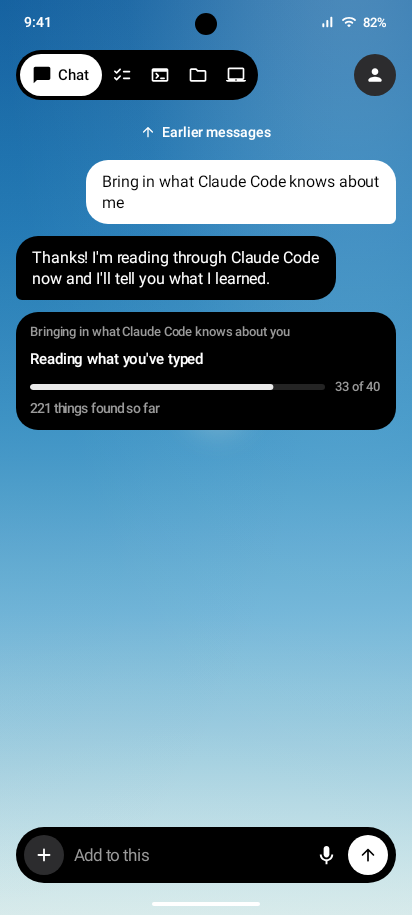 9:41
82%
Chat
Earlier messages
Bring in what Claude Code knows about
me
Thanks! I'm reading through Claude Code
now and I'll tell you what I learned.
Bringing in what Claude Code knows about you
Reading what you've typed
33 of 40
221 things found so far
Add to this